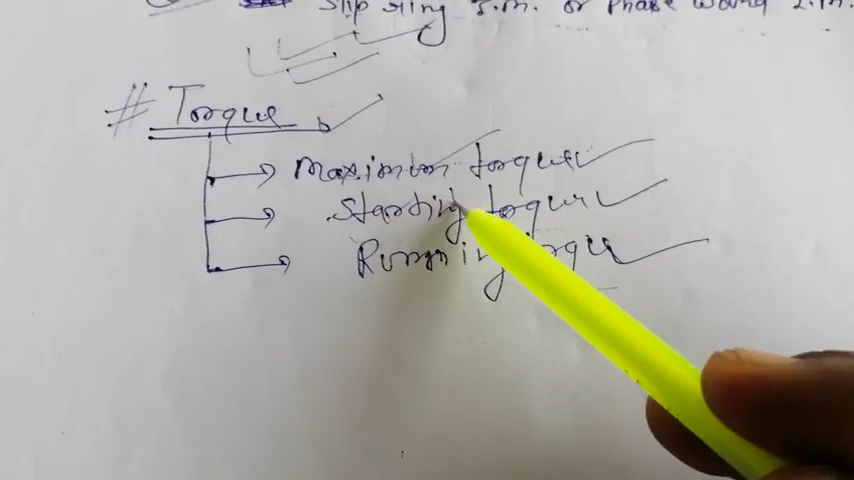 Slip ring I.M. or Phase wound I.M.
# Torque
Maximum torque
Starting torque
Running torque